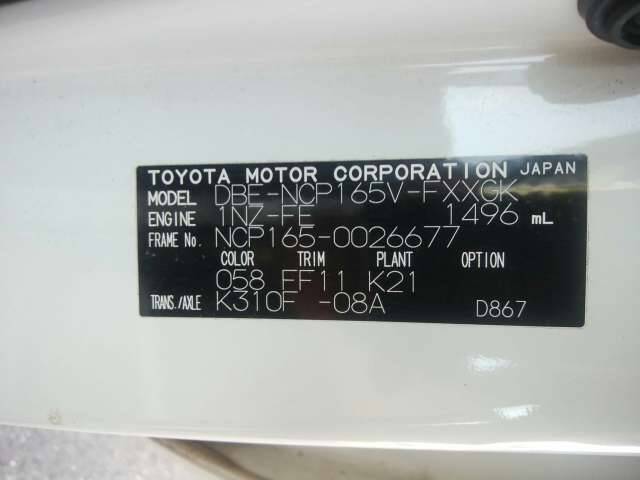 TOYOTA MOTOR CORPORATION JAPAN
MODEL DBE-NCP165V-FXXGK
ENGINE 1NZ-FE 1496 mL
FRAME No. NCP165-0026677
COLOR TRIM PLANT OPTION
058 EF11 K21
TRANS./AXLE K310F -08A D867